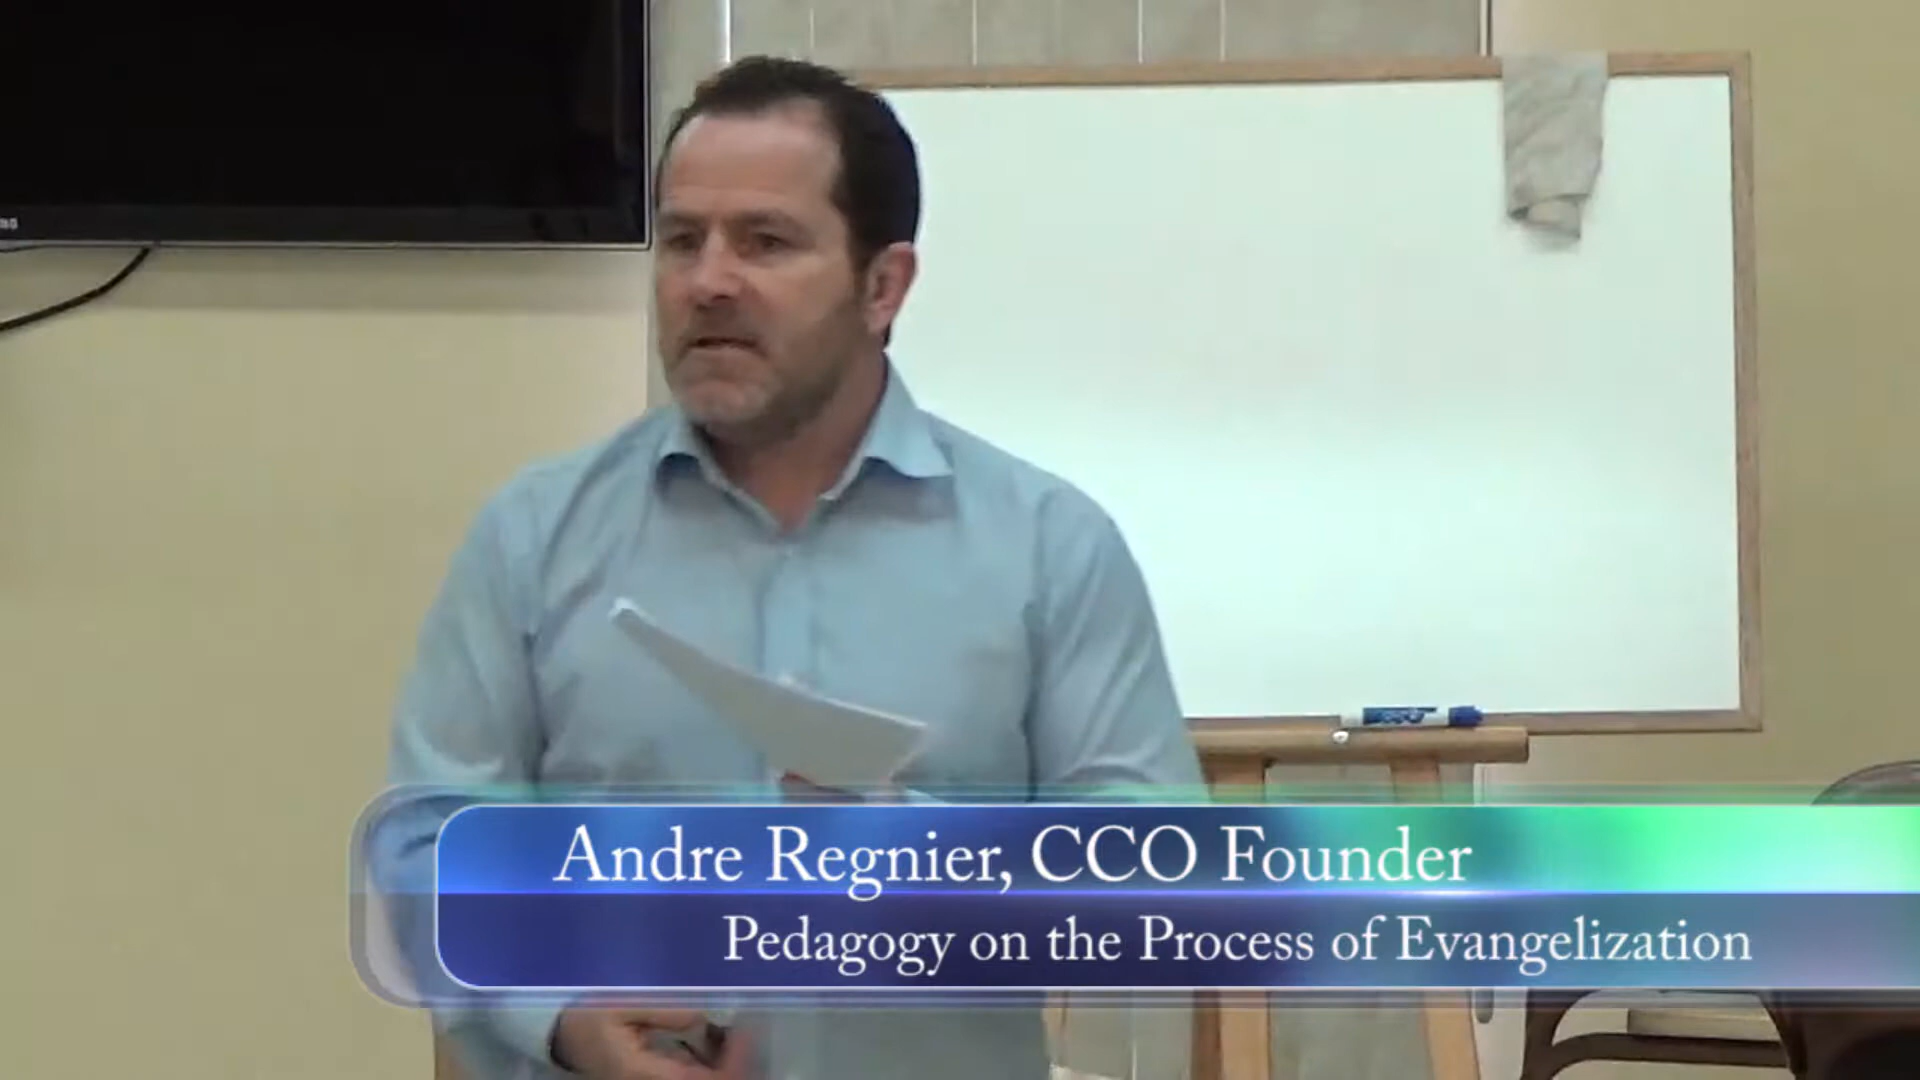 Andre Regnier, CCO Founder
Pedagogy on the Process of Evangelization